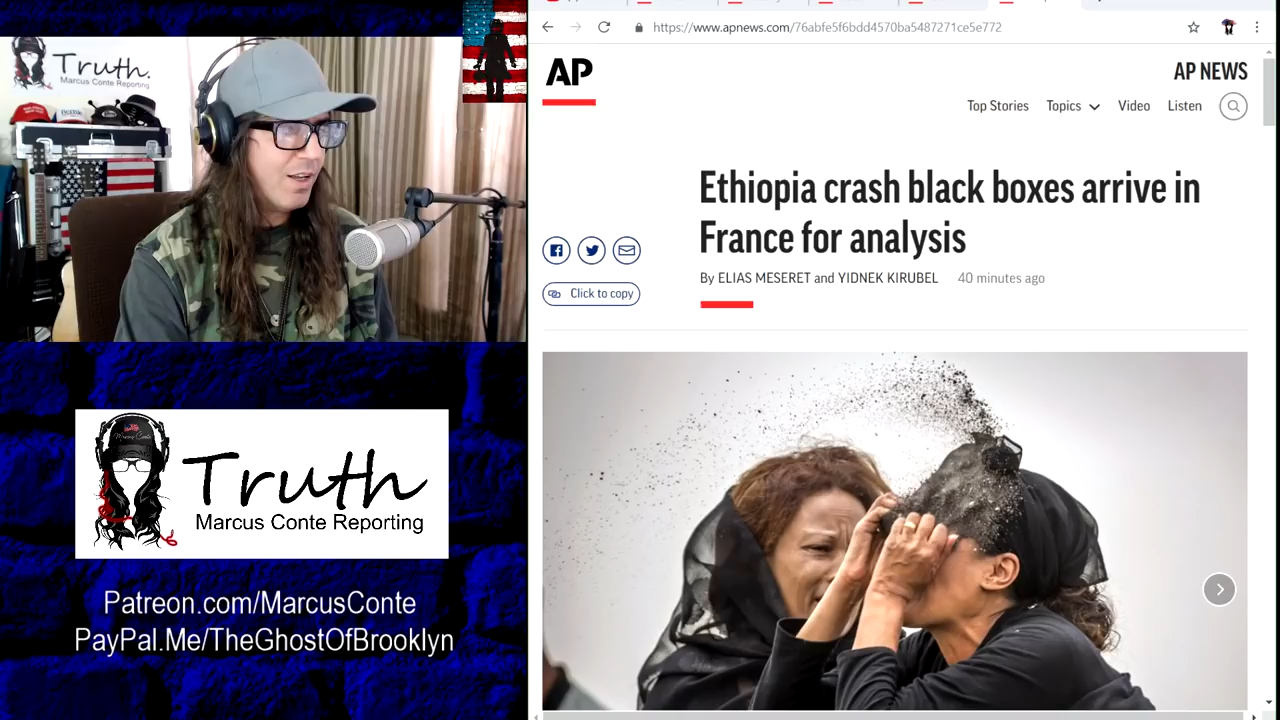 Truth.
Marcus Conte Reporting
https://www.apnews.com/76abfe5f6bdd4570ba5487271ce5e772
AP
AP NEWS
Top Stories Topics Video Listen
Ethiopia crash black boxes arrive in
France for analysis
By ELIAS MESERET and YIDNEK KIRUBEL 40 minutes ago
Click to copy
Truth
Marcus Conte Reporting
Patreon.com/MarcusConte
PayPal.Me/TheGhostOfBrooklyn